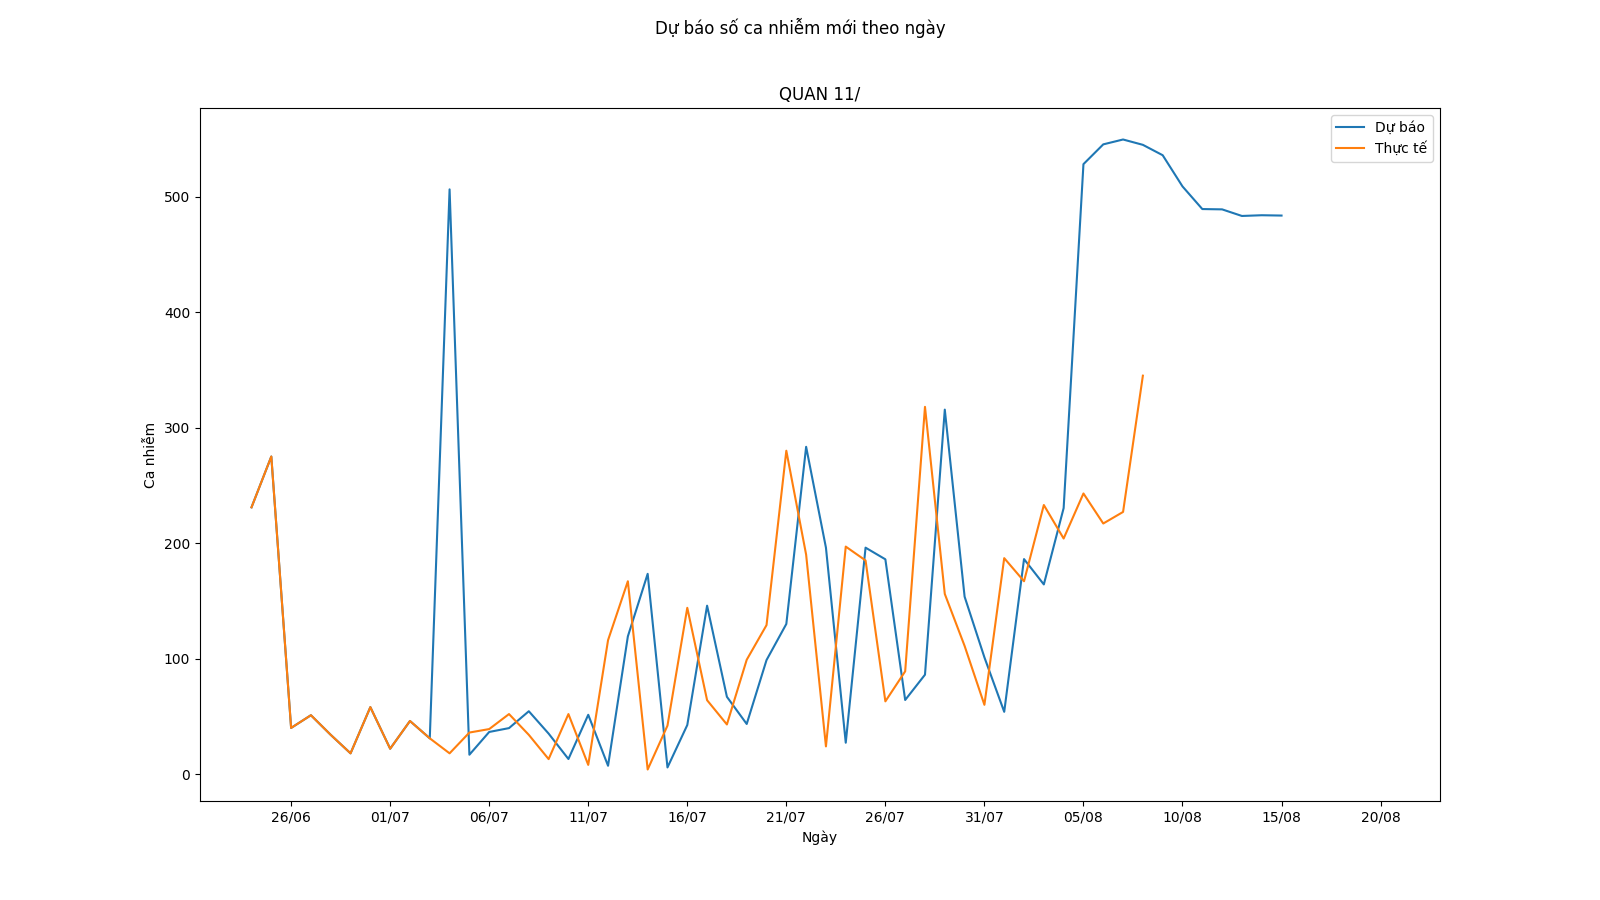 Dự báo số ca nhiễm mới theo ngày
QUAN 11/
Dự báo
Thực tế
500
400
300
200
100
0
Ca nhiễm
26/06 01/07 06/07 11/07 16/07 21/07 26/07 31/07 05/08 10/08 15/08 20/08
Ngày